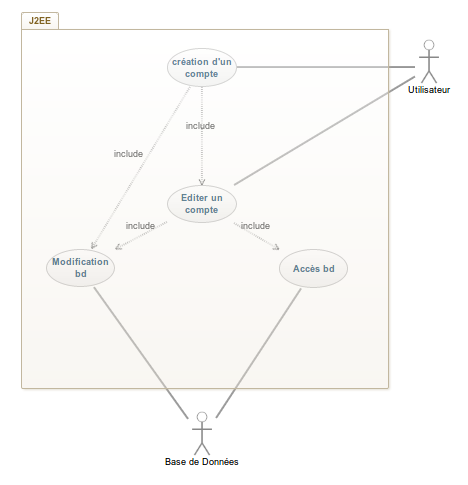 J2EE
création d'un
compte
Utilisateur
include
include
Editer un
compte
include
include
Modification
bd
Accès bd
Base de Données